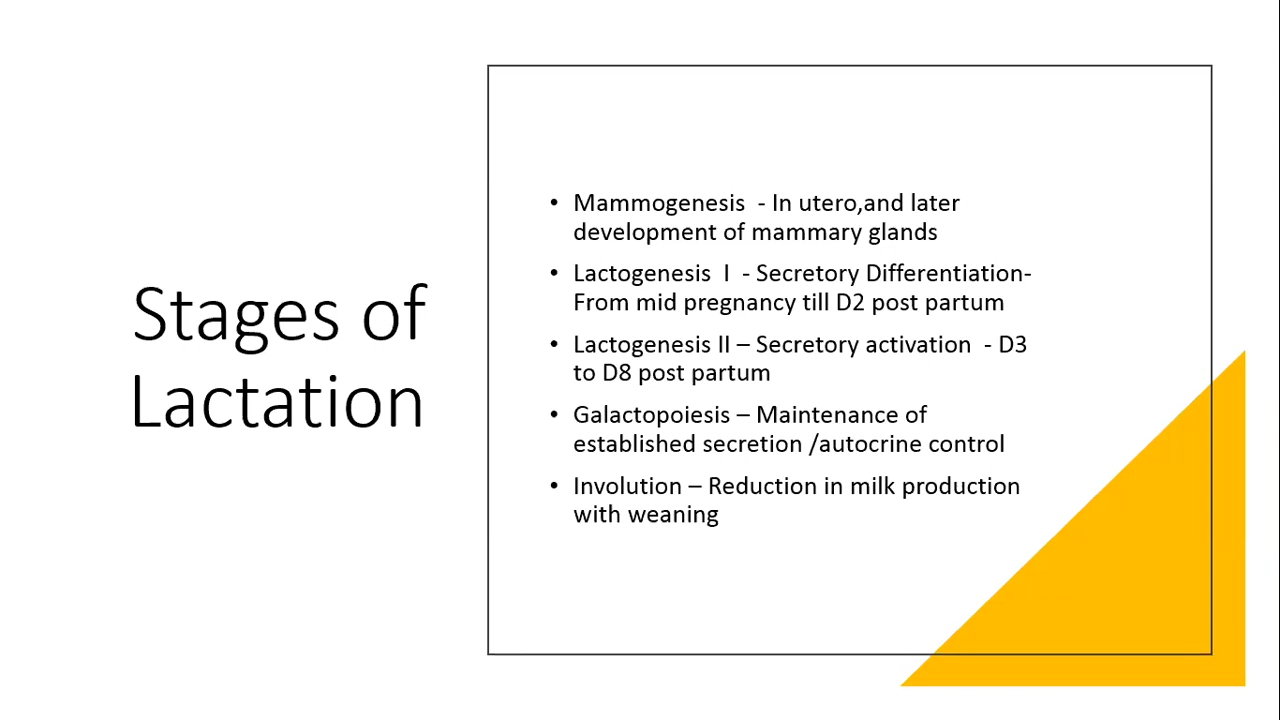 Stages of
Lactation
• Mammogenesis  - In utero,and later
development of mammary glands
• Lactogenesis  I  - Secretory Differentiation-
From mid pregnancy till D2 post partum
• Lactogenesis II – Secretory activation  - D3
to D8 post partum
• Galactopoiesis – Maintenance of
established secretion /autocrine control
• Involution – Reduction in milk production
with weaning